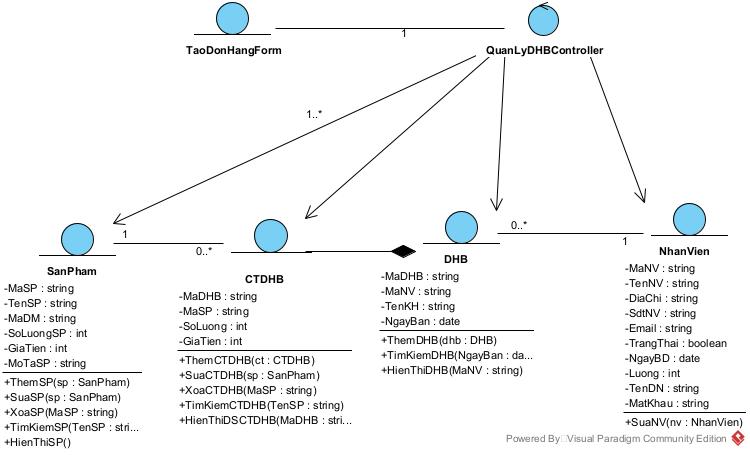 TaoDonHangForm
1
QuanLyDHBController
1..*
SanPham
-MaSP : string
-TenSP : string
-MaDM : string
-SoLuongSP : int
-GiaTien : int
-MoTaSP : string
+ThemSP(sp : SanPham)
+SuaSP(sp : SanPham)
+XoaSP(MaSP : string)
+TimKiemSP(TenSP : stri...
+HienThiSP()
1
0..*
CTDHB
-MaDHB : string
-MaSP : string
-SoLuong : int
-GiaTien : int
+ThemCTDHB(ct : CTDHB)
+SuaCTDHB(sp : SanPham)
+XoaCTDHB(MaSP : string)
+TimKiemCTDHB(TenSP : string)
+HienThiDSCTDHB(MaDHB : stri...
DHB
-MaDHB : string
-MaNV : string
-TenKH : string
-NgayBan : date
+ThemDHB(dhb : DHB)
+TimKiemDHB(NgayBan : da...
+HienThiDHB(MaNV : string)
0..*
1
NhanVien
-MaNV : string
-TenNV : string
-DiaChi : string
-SdtNV : string
-Email : string
-TrangThai : boolean
-NgayBD : date
-Luong : int
-TenDN : string
-MatKhau : string
+SuaNV(nv : NhanVien)
Powered By Visual Paradigm Community Edition